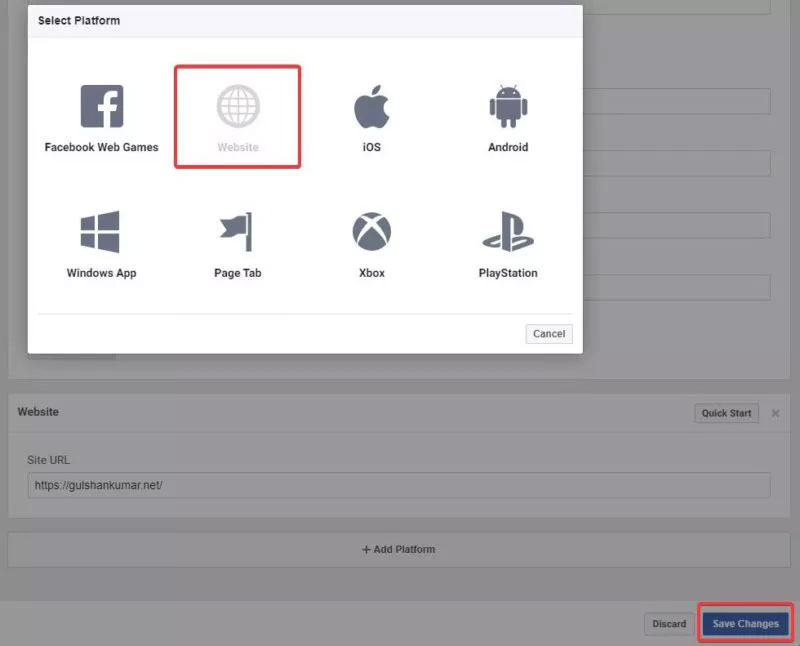 Select Platform
Facebook Web Games
Website
iOS
Android
Windows App
Page Tab
Xbox
PlayStation
Cancel
Website
Quick Start
Site URL
https://gulshankumar.net/
+ Add Platform
Discard
Save Changes